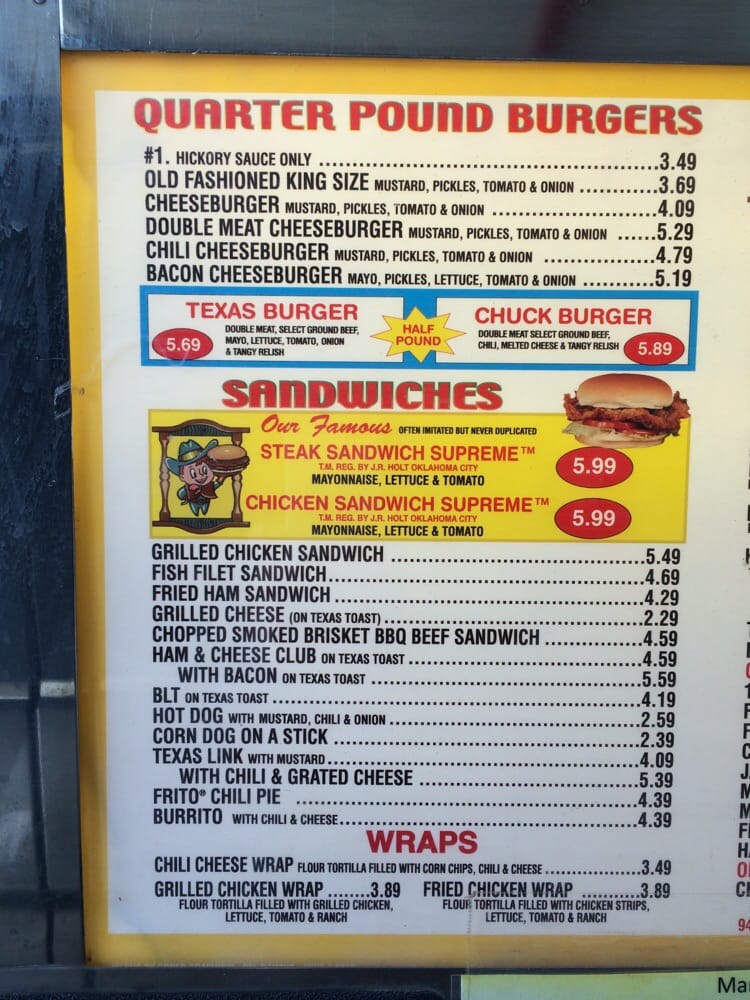 QUARTER POUND BURGERS
#1. HICKORY SAUCE ONLY ..... 3.49
OLD FASHIONED KING SIZE MUSTARD, PICKLES, TOMATO & ONION ..... 3.69
CHEESEBURGER MUSTARD, PICKLES, TOMATO & ONION ..... 4.09
DOUBLE MEAT CHEESEBURGER MUSTARD, PICKLES, TOMATO & ONION ..... 5.29
CHILI CHEESEBURGER MUSTARD, PICKLES, TOMATO & ONION ..... 4.79
BACON CHEESEBURGER MAYO, PICKLES, LETTUCE, TOMATO & ONION ..... 5.19
TEXAS BURGER
5.69
DOUBLE MEAT, SELECT GROUND BEEF,
MAYO, LETTUCE, TOMATO, ONION
& TANGY RELISH
HALF
POUND
CHUCK BURGER
DOUBLE MEAT SELECT GROUND BEEF,
CHILI, MELTED CHEESE & TANGY RELISH
5.89
SANDWICHES
Our Famous OFTEN IMITATED BUT NEVER DUPLICATED
STEAK SANDWICH SUPREME™
T.M. REG. BY J.R. HOLT OKLAHOMA CITY
MAYONNAISE, LETTUCE & TOMATO
5.99
CHICKEN SANDWICH SUPREME™
T.M. REG. BY J.R. HOLT OKLAHOMA CITY
MAYONNAISE, LETTUCE & TOMATO
5.99
GRILLED CHICKEN SANDWICH ..... 5.49
FISH FILET SANDWICH ..... 4.69
FRIED HAM SANDWICH ..... 4.29
GRILLED CHEESE (ON TEXAS TOAST) ..... 2.29
CHOPPED SMOKED BRISKET BBQ BEEF SANDWICH ..... 4.59
HAM & CHEESE CLUB ON TEXAS TOAST ..... 4.59
WITH BACON ON TEXAS TOAST ..... 5.59
BLT ON TEXAS TOAST ..... 4.19
HOT DOG WITH MUSTARD, CHILI & ONION ..... 2.59
CORN DOG ON A STICK ..... 2.39
TEXAS LINK WITH MUSTARD ..... 4.09
WITH CHILI & GRATED CHEESE ..... 5.39
FRITO® CHILI PIE ..... 4.39
BURRITO WITH CHILI & CHEESE ..... 4.39
WRAPS
CHILI CHEESE WRAP FLOUR TORTILLA FILLED WITH CORN CHIPS, CHILI & CHEESE ..... 3.49
GRILLED CHICKEN WRAP ..... 3.89
FLOUR TORTILLA FILLED WITH GRILLED CHICKEN,
LETTUCE, TOMATO & RANCH
FRIED CHICKEN WRAP ..... 3.89
FLOUR TORTILLA FILLED WITH CHICKEN STRIPS,
LETTUCE, TOMATO & RANCH